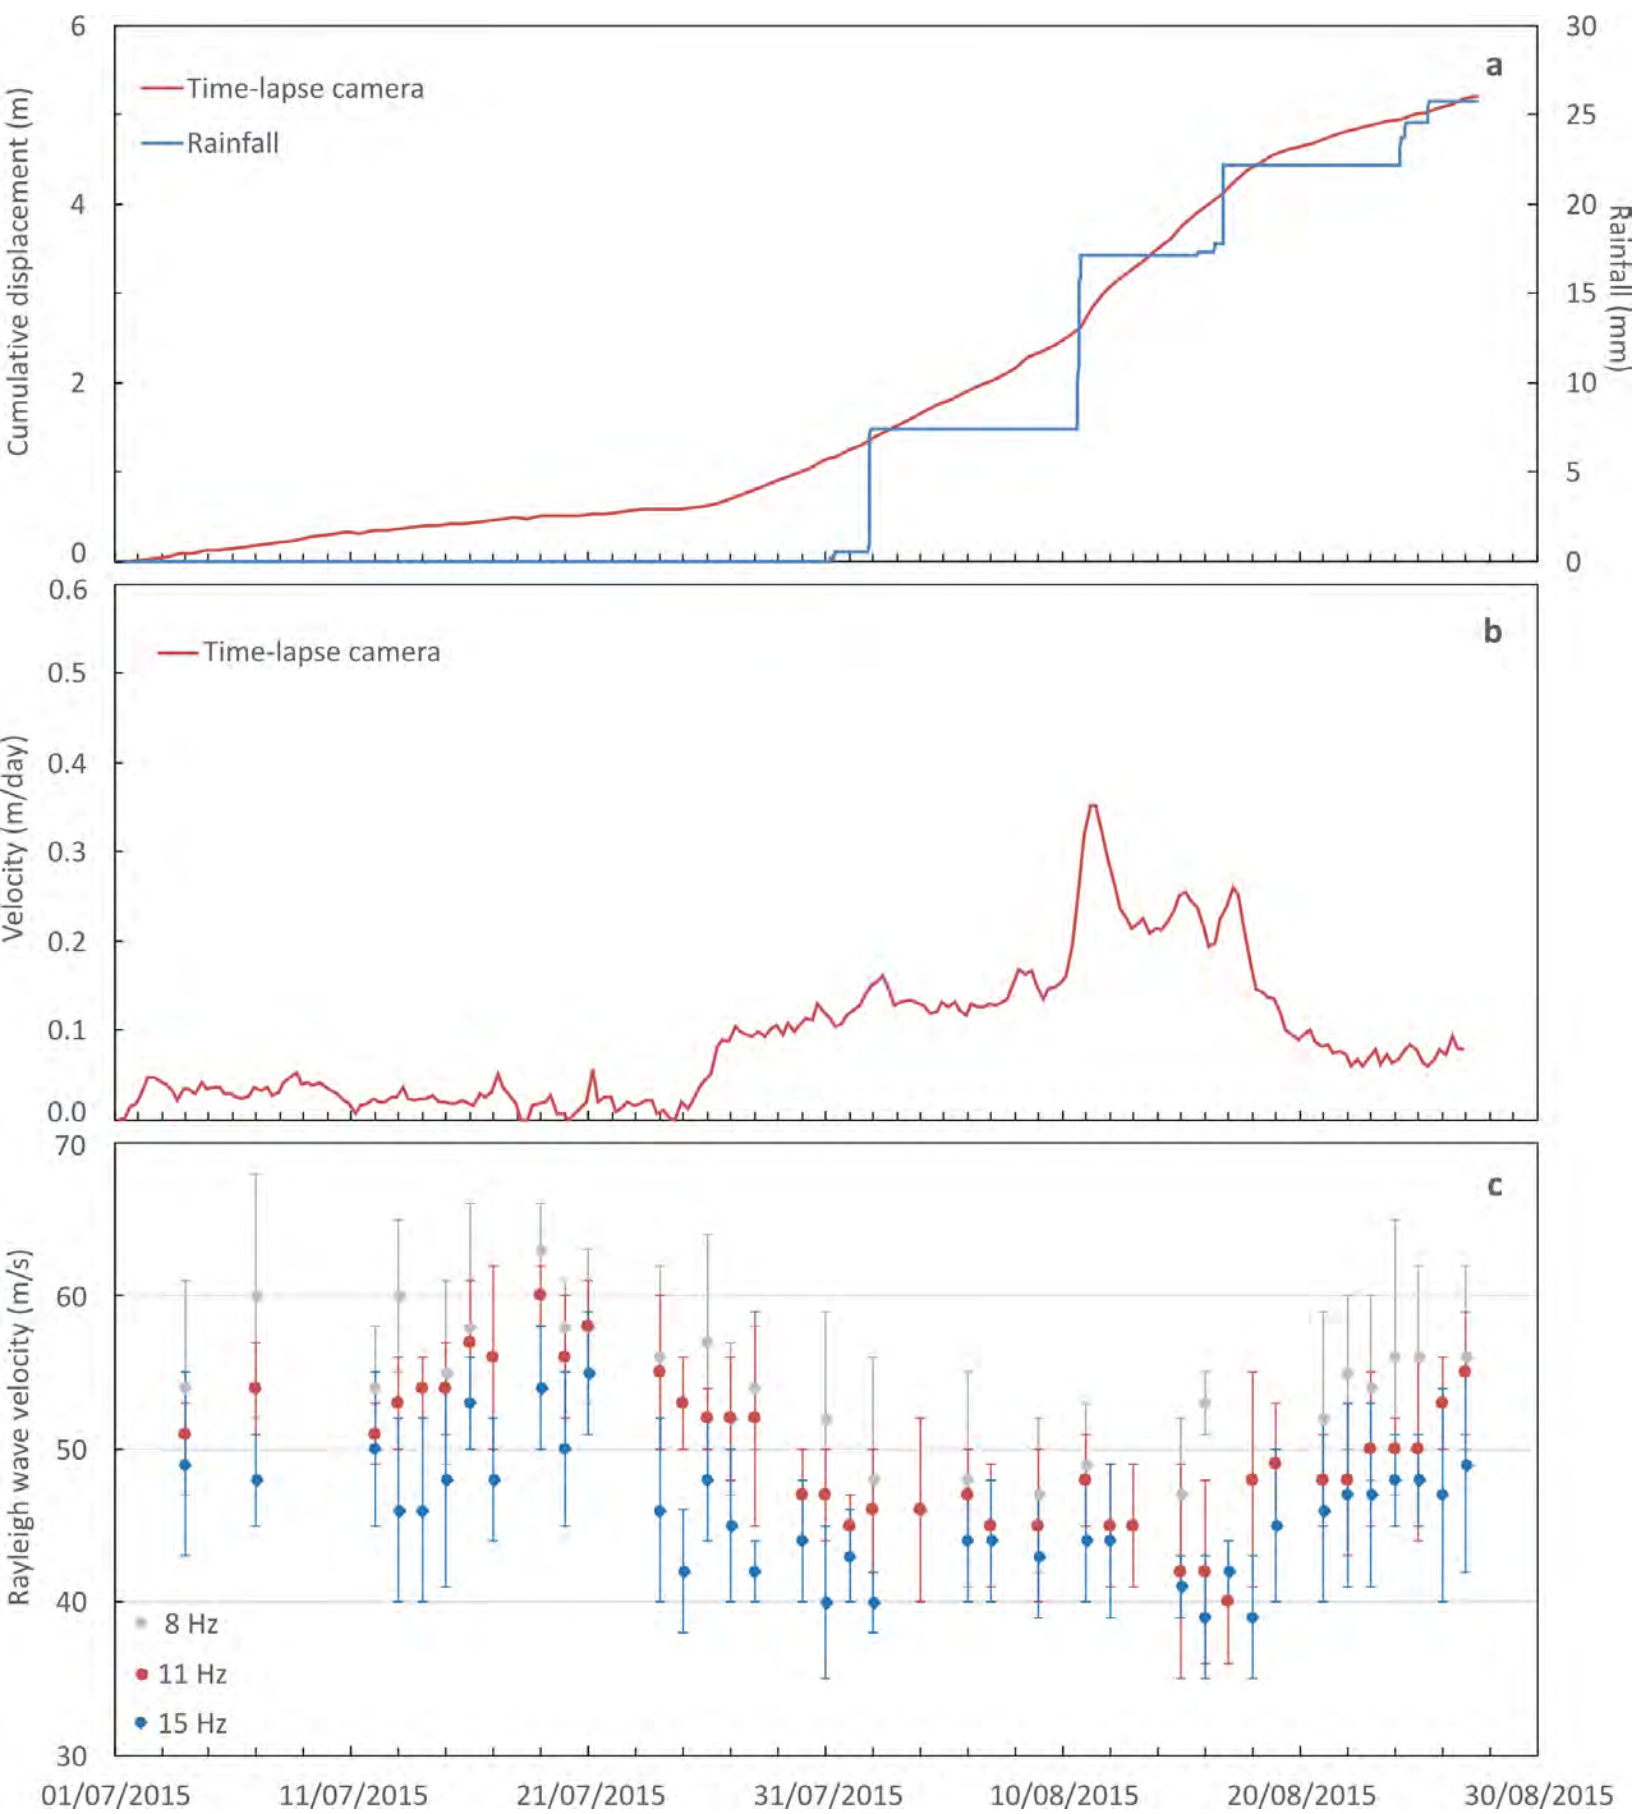 a
Time-lapse camera
Rainfall
Cumulative displacement (m)
6
4
2
0
Rainfall (mm)
30
25
20
15
10
5
0
b
Time-lapse camera
Velocity (m/day)
0.6
0.5
0.4
0.3
0.2
0.1
0.0
c
Rayleigh wave velocity (m/s)
70
60
50
40
30
8 Hz
11 Hz
15 Hz
01/07/2015 11/07/2015 21/07/2015 31/07/2015 10/08/2015 20/08/2015 30/08/2015